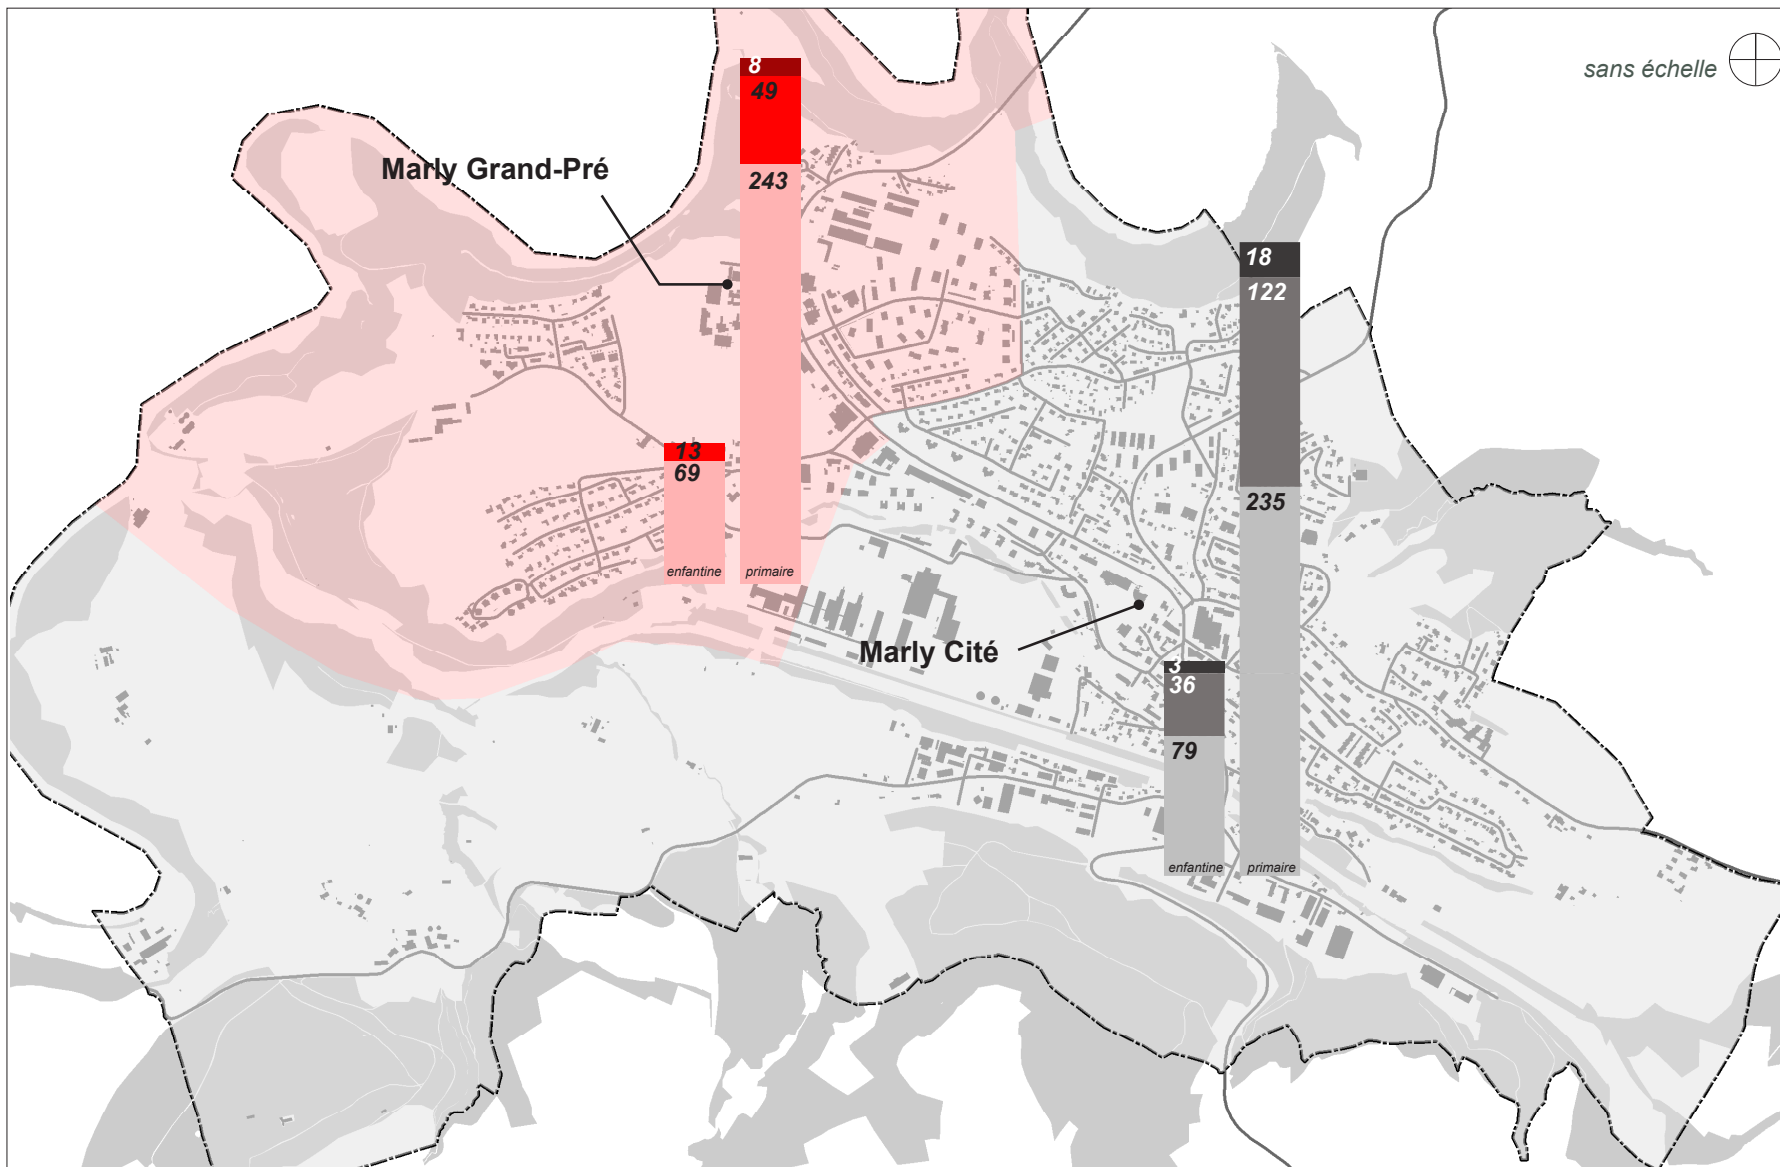 sans échelle
8
49
243
Marly Grand-Pré
18
122
235
13
69
enfantine
primaire
Marly Cité
3
36
79
enfantine
primaire